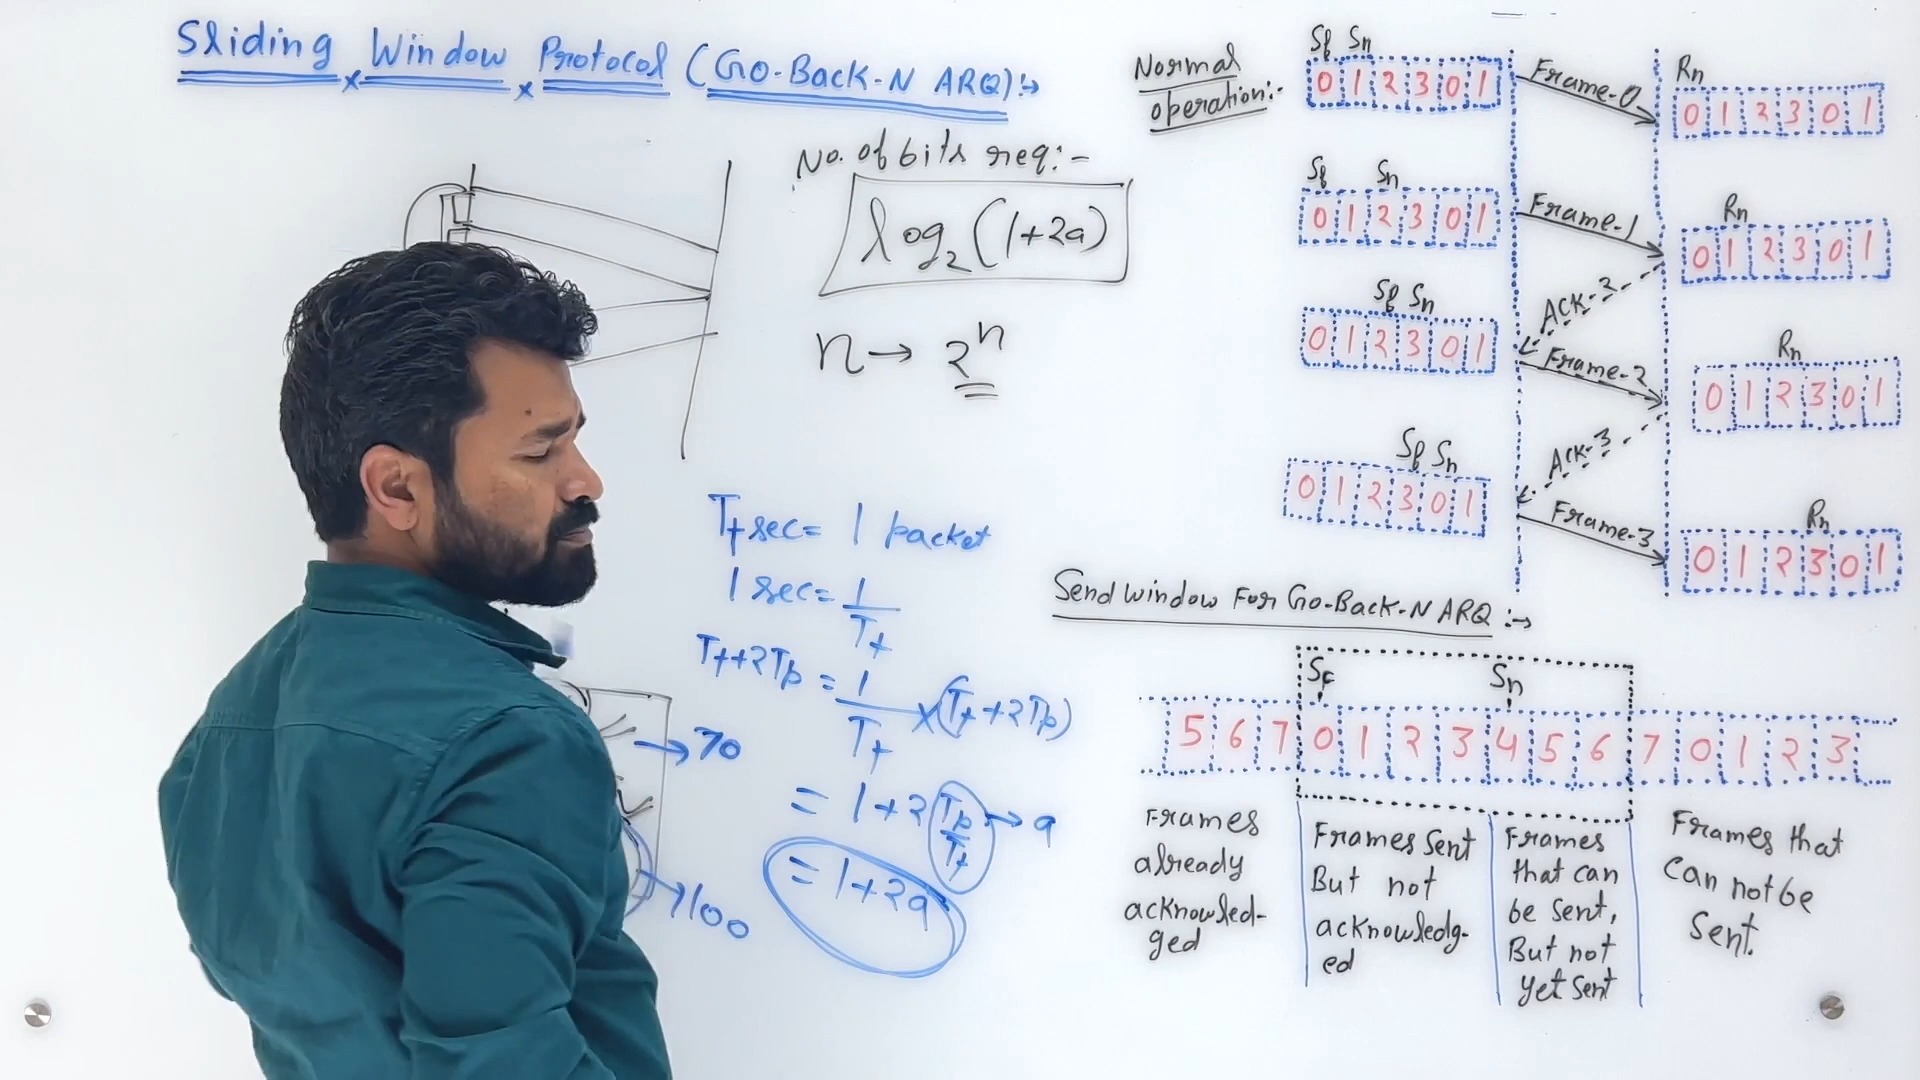 Sliding Window Protocol (Go-Back-N ARQ):→
No. of bits req:-
log₂(1+2a)
n → 2ⁿ
Tt sec = 1 packet
1 sec = 1/Tt
Tt+2Tp = 1/Tt × (Tt+2Tp)
= 1+2 Tp/Tt → a
= 1+2a
→ 70
→ 100
Normal
operation:-
Sf Sn
0 1 2 3 0 1
Frame-0
Rn
0 1 2 3 0 1
Sf Sn
0 1 2 3 0 1
Frame-1
Rn
0 1 2 3 0 1
ACK-2
Sf Sn
0 1 2 3 0 1
Frame-2
Rn
0 1 2 3 0 1
ACK-3
Sf Sn
0 1 2 3 0 1
Frame-3
Rn
0 1 2 3 0 1
Send window For Go-Back-N ARQ :→
Sf Sn
5 6 7 0 1 2 3 4 5 6 7 0 1 2 3
Frames
already
acknowled-
ged
Frames Sent
But not
acknowledg-
ed
Frames
that can
be sent,
But not
yet sent
Frames that
can not be
sent.